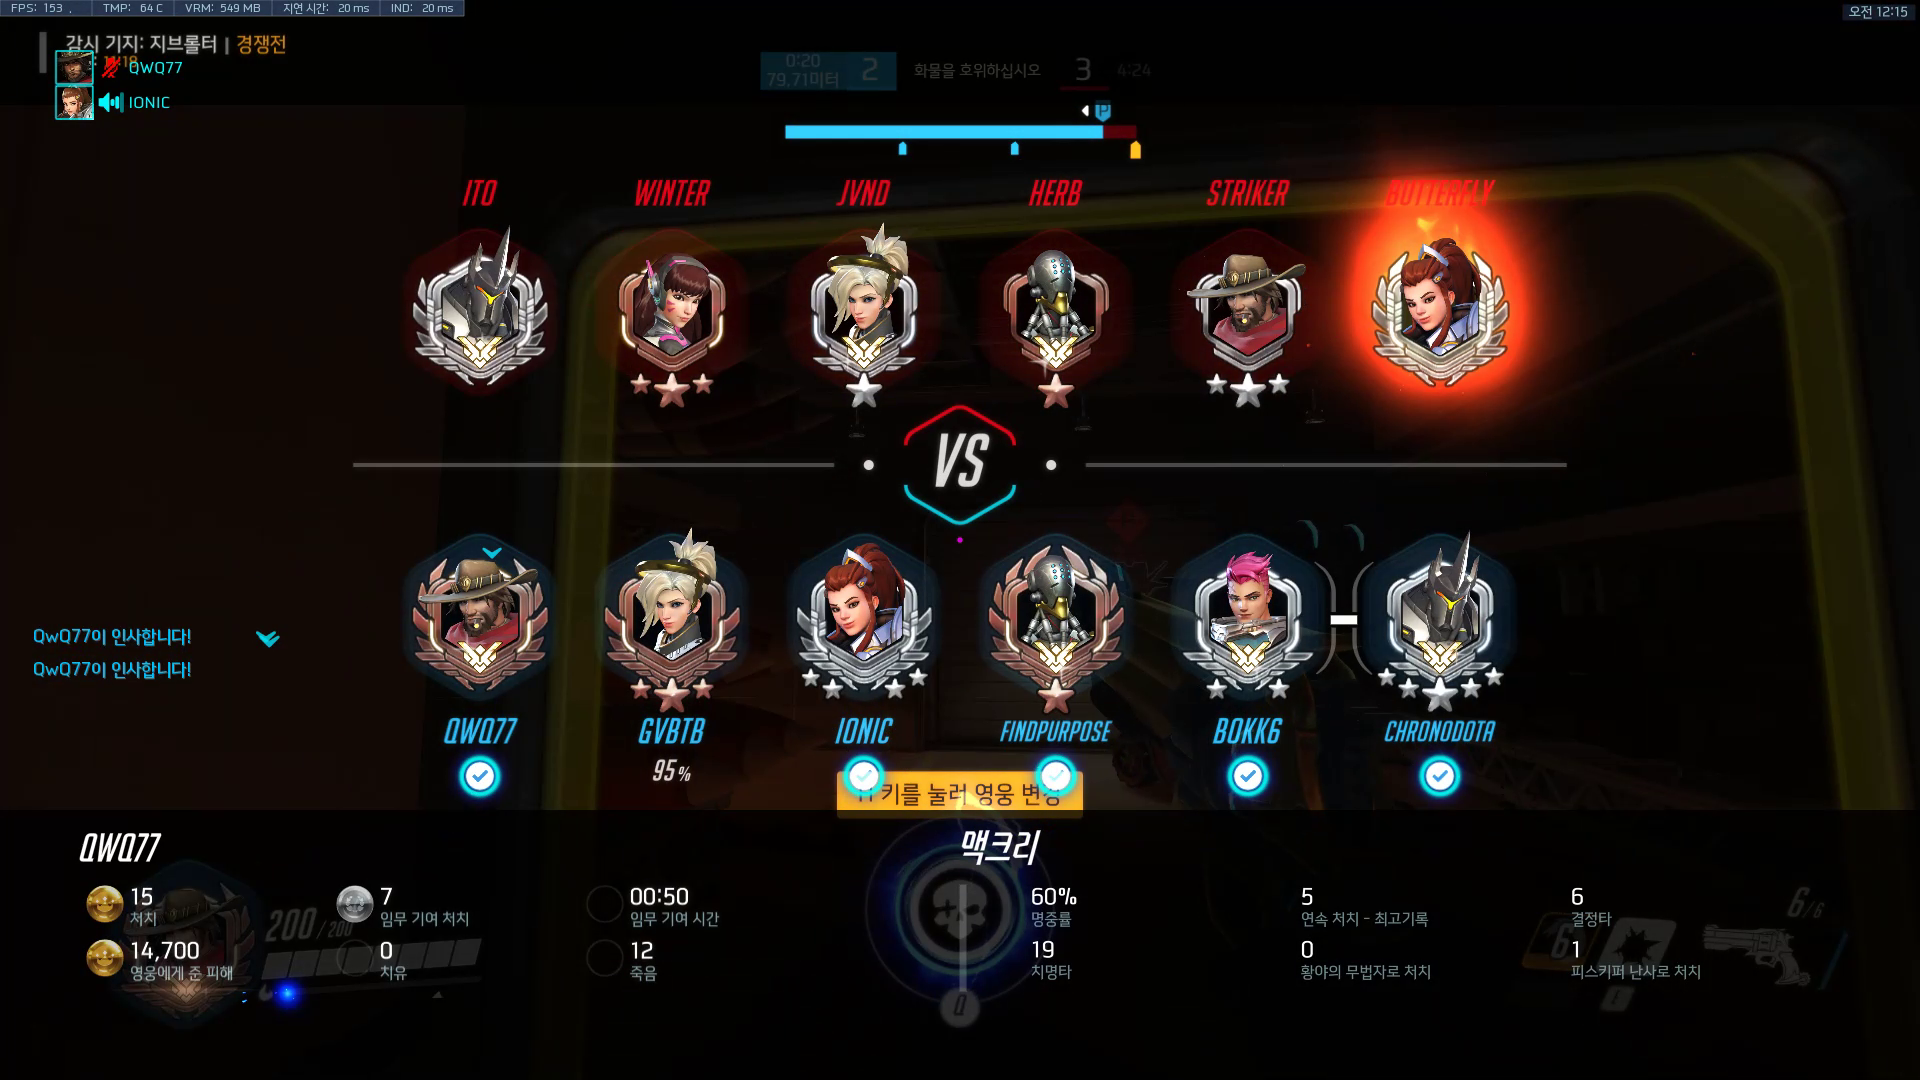 FPS: 153 , TMP: 64 C VRM: 549 MB 지연 시간: 20 ms IND: 20 ms
오전 12:15
감시 기지: 지브롤터 | 경쟁전
QWQ77
IONIC
0:20
79.71미터
2
화물을 호위하십시오
3
4:24
P
ITO WINTER JVND HERB STRIKER BUTTERFLY
VS
QwQ77이 인사합니다!
QwQ77이 인사합니다!
QWQ77 GVBTB IONIC FINDPURPOSE BOKK6 CHRONODOTA
95%
키를 눌러 영웅 변경
QWQ77
맥크리
15 7 00:50 60% 5 6
처치 임무 기여 처치 임무 기여 시간 명중률 연속 처치 - 최고기록 결정타
14,700 0 12 19 0 1
영웅에게 준 피해 치유 죽음 치명타 황야의 무법자로 처치 피스키퍼 난사로 처치
200/200
6
6/6
Q